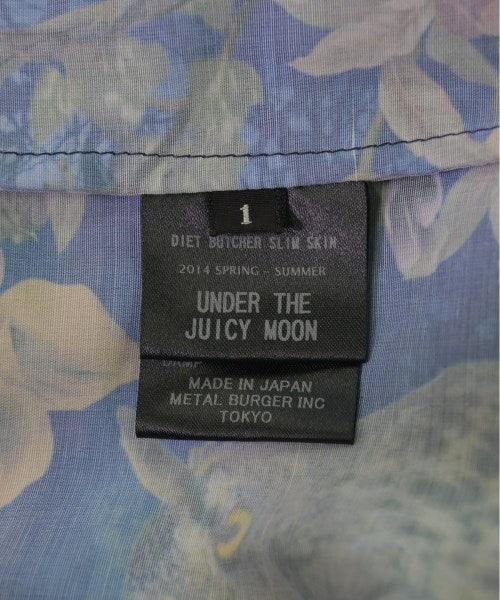 1
DIET BUTCHER SLIM SKIN
2014 SPRING - SUMMER
UNDER THE
JUICY MOON
DAMP
MADE IN JAPAN
METAL BURGER INC
TOKYO